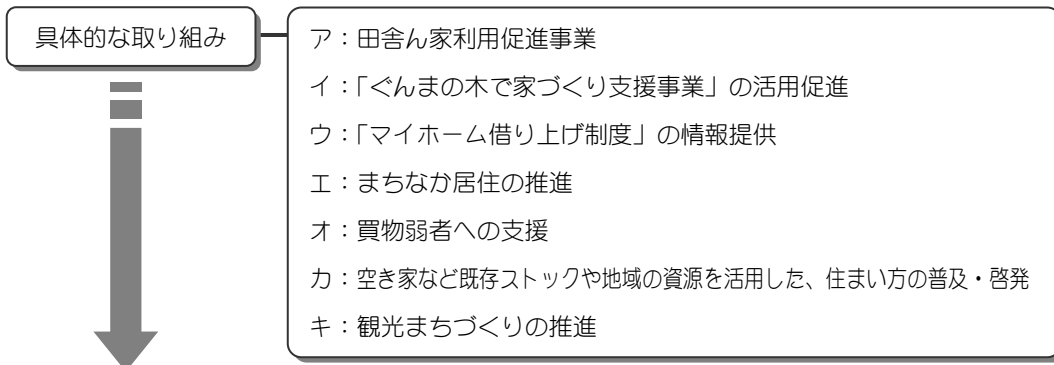 具体的な取り組み
ア：田舎ん家利用促進事業
イ：「ぐんまの木で家づくり支援事業」の活用促進
ウ：「マイホーム借り上げ制度」の情報提供
エ：まちなか居住の推進
オ：買物弱者への支援
カ：空き家など既存ストックや地域の資源を活用した、住まい方の普及・啓発
キ：観光まちづくりの推進